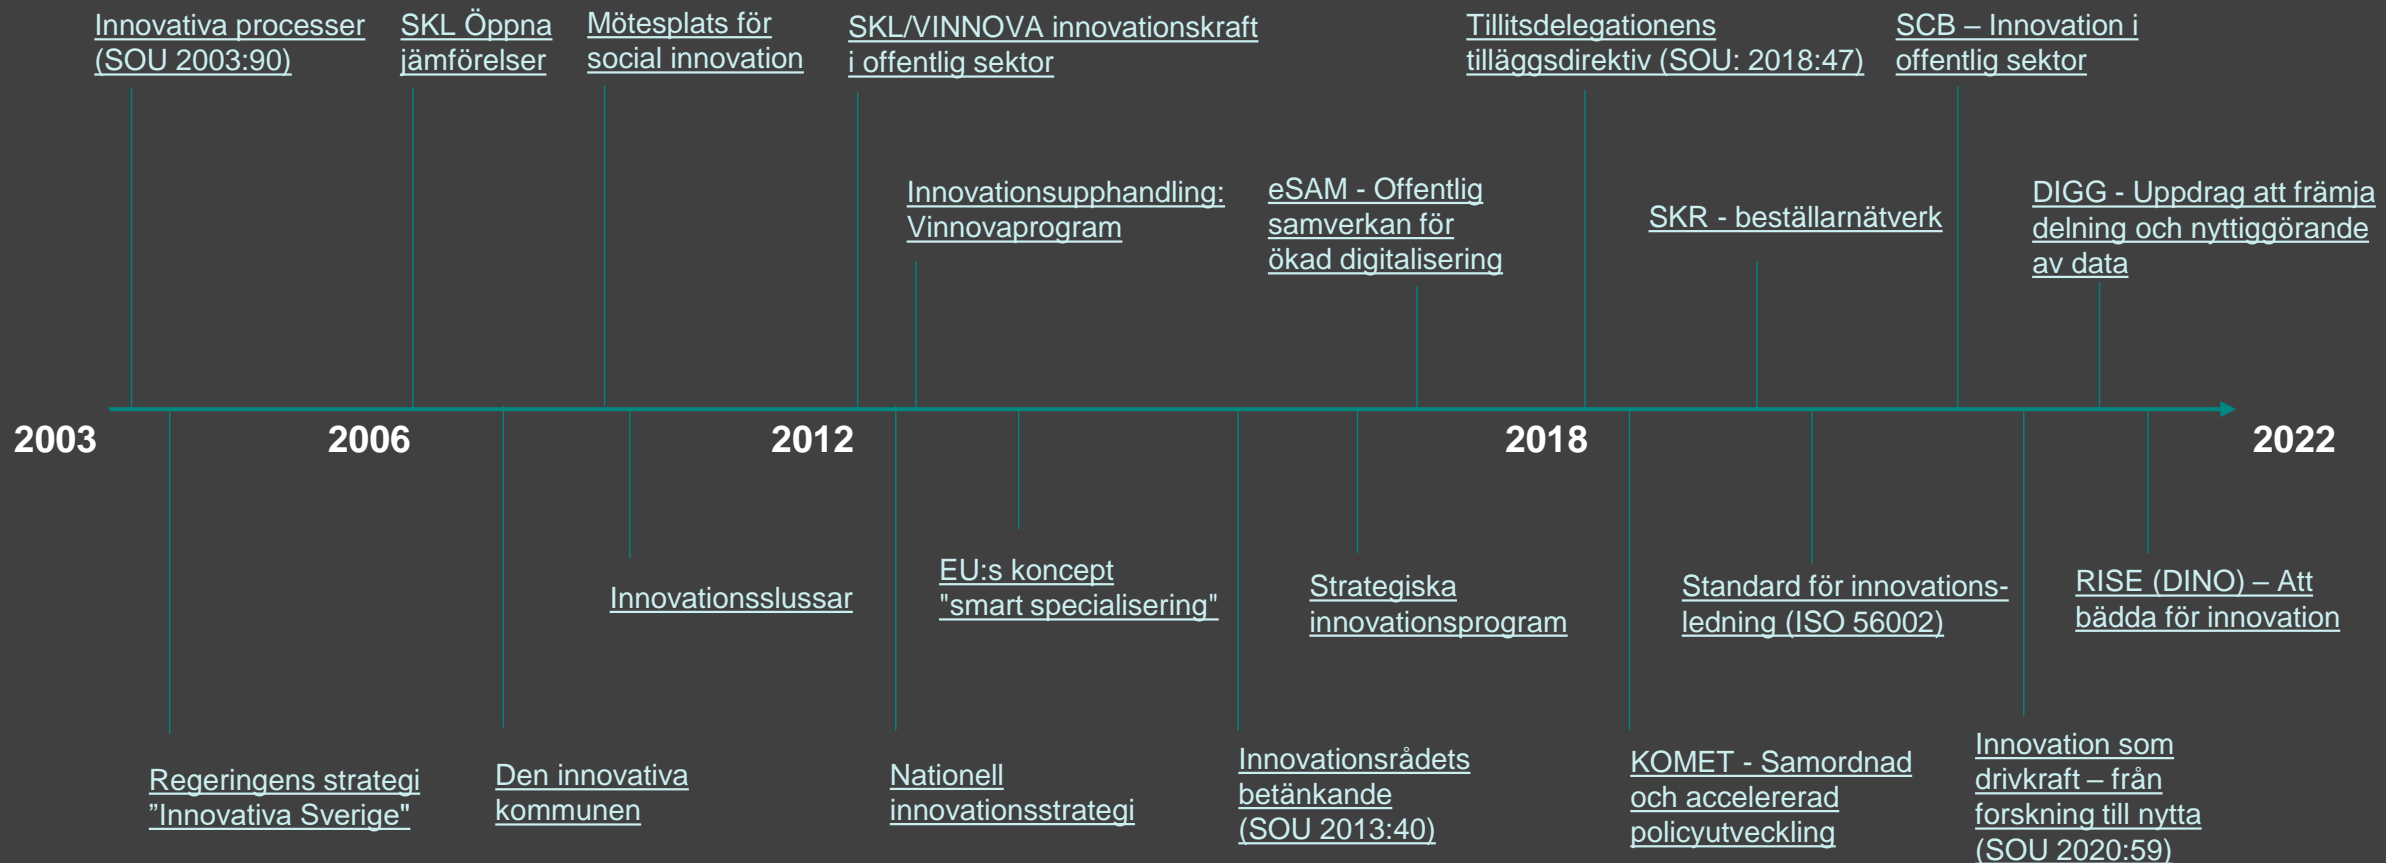 Innovativa processer
(SOU 2003:90)
SKL Öppna
jämförelser
Mötesplats för
social innovation
SKL/VINNOVA innovationskraft
i offentlig sektor
Tillitsdelegationens
tilläggsdirektiv (SOU: 2018:47)
SCB – Innovation i
offentlig sektor
Innovationsupphandling:
Vinnovaprogram
eSAM - Offentlig
samverkan för
ökad digitalisering
SKR - beställarnätverk
DIGG - Uppdrag att främja
delning och nyttiggörande
av data
2003
2006
2012
2018
2022
Innovationsslussar
EU:s koncept
"smart specialisering"
Strategiska
innovationsprogram
Standard för innovations-
ledning (ISO 56002)
RISE (DINO) – Att
bädda för innovation
Regeringens strategi
”Innovativa Sverige"
Den innovativa
kommunen
Nationell
innovationsstrategi
Innovationsrådets
betänkande
(SOU 2013:40)
KOMET - Samordnad
och accelererad
policyutveckling
Innovation som
drivkraft – från
forskning till nytta
(SOU 2020:59)